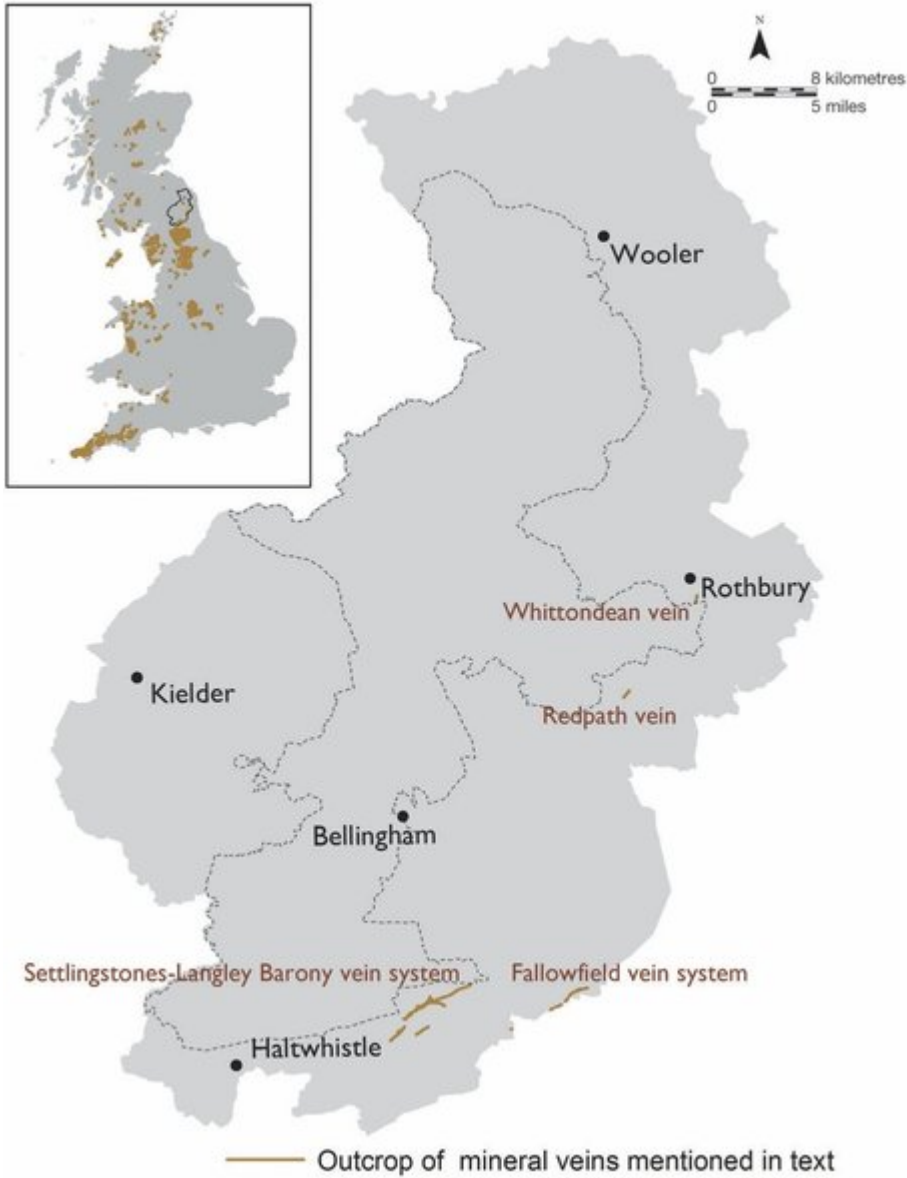 N
0 8 kilometres
0 5 miles
Wooler
Rothbury
Whittondean vein
Kielder
Redpath vein
Bellingham
Settlingstones-Langley Barony vein system
Fallowfield vein system
Haltwhistle
Outcrop of mineral veins mentioned in text